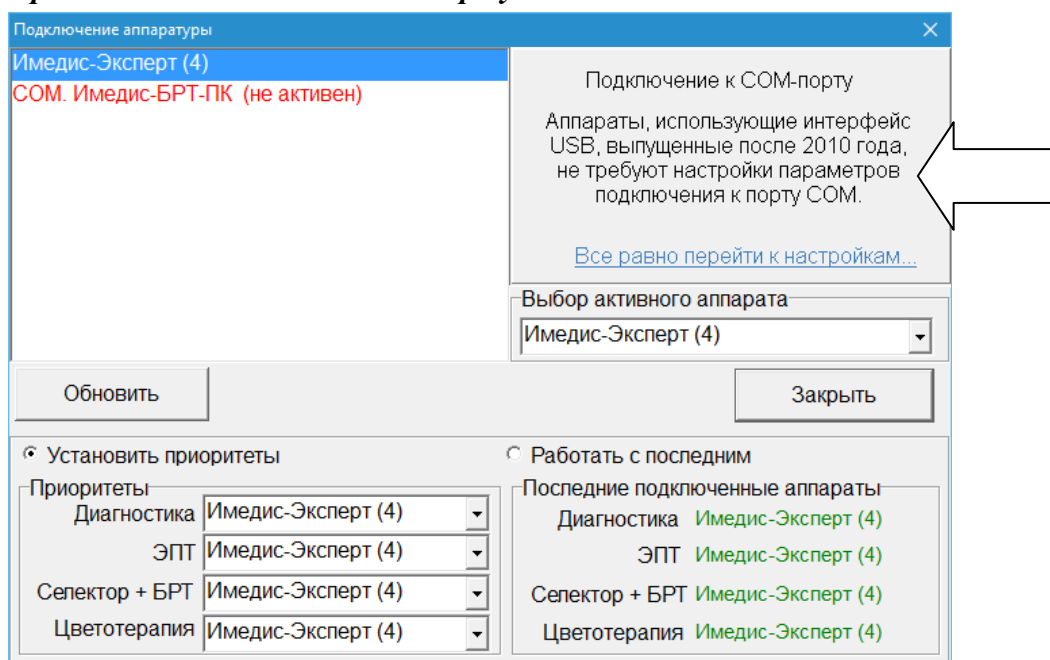 Подключение аппаратуры
Имедис-Эксперт (4)
COM. Имедис-БРТ-ПК (не активен)
Подключение к COM-порту
Аппараты, использующие интерфейс
USB, выпущенные после 2010 года,
не требуют настройки параметров
подключения к порту COM.
Все равно перейти к настройкам...
Выбор активного аппарата
Имедис-Эксперт (4)
Обновить
Закрыть
Установить приоритеты
Работать с последним
Приоритеты
Диагностика Имедис-Эксперт (4)
ЭПТ Имедис-Эксперт (4)
Селектор + БРТ Имедис-Эксперт (4)
Цветотерапия Имедис-Эксперт (4)
Последние подключенные аппараты
Диагностика Имедис-Эксперт (4)
ЭПТ Имедис-Эксперт (4)
Селектор + БРТ Имедис-Эксперт (4)
Цветотерапия Имедис-Эксперт (4)